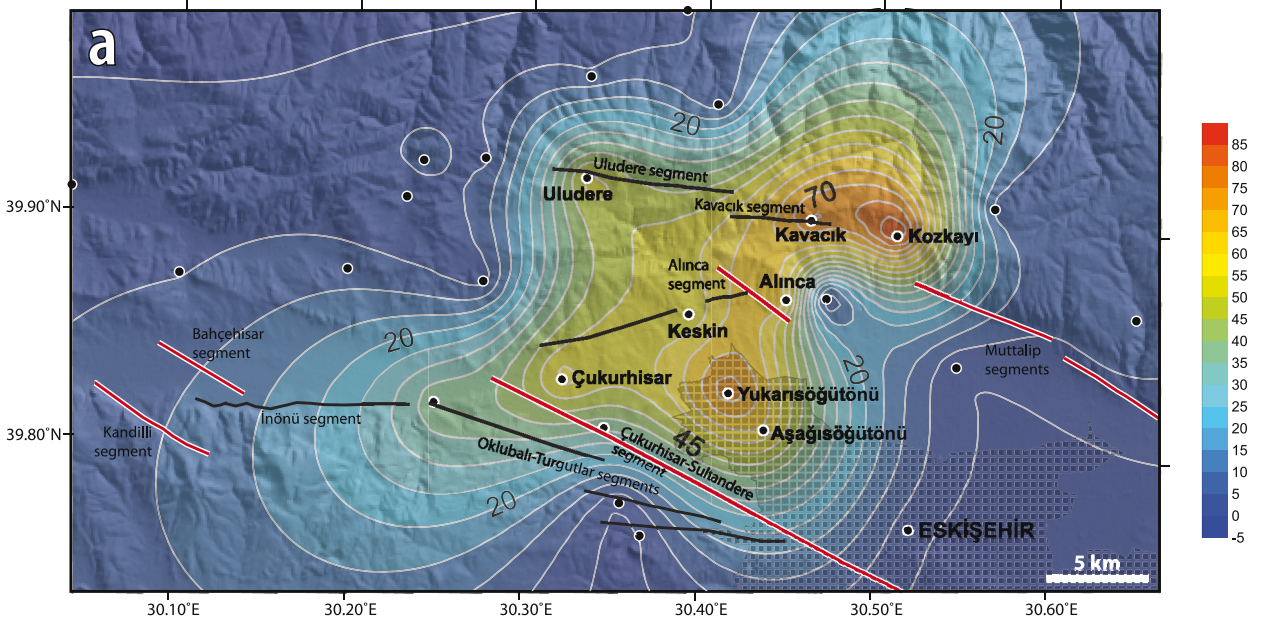 a
20
20
Uludere segment
Uludere
70
Kavacık segment
Kavacık
Kozkayı
39.90°
Alınca
segment
Alınca
Keskin
20
Bahçehisar
segment
20
Muttalip
segments
Çukurhisar
Yukarısöğütönü
İnönü segment
Kandilli
segment
39.80°
45
Aşağısöğütönü
Çukurhisar-Sultandere
segment
Oklubalı-Turgutlar segments
20
ESKİŞEHİR
5 km
30.10°E
30.20°E
30.30°E
30.40°E
30.50°E
30.60°E
85
80
75
70
65
60
55
50
45
40
35
30
25
20
15
10
5
0
-5